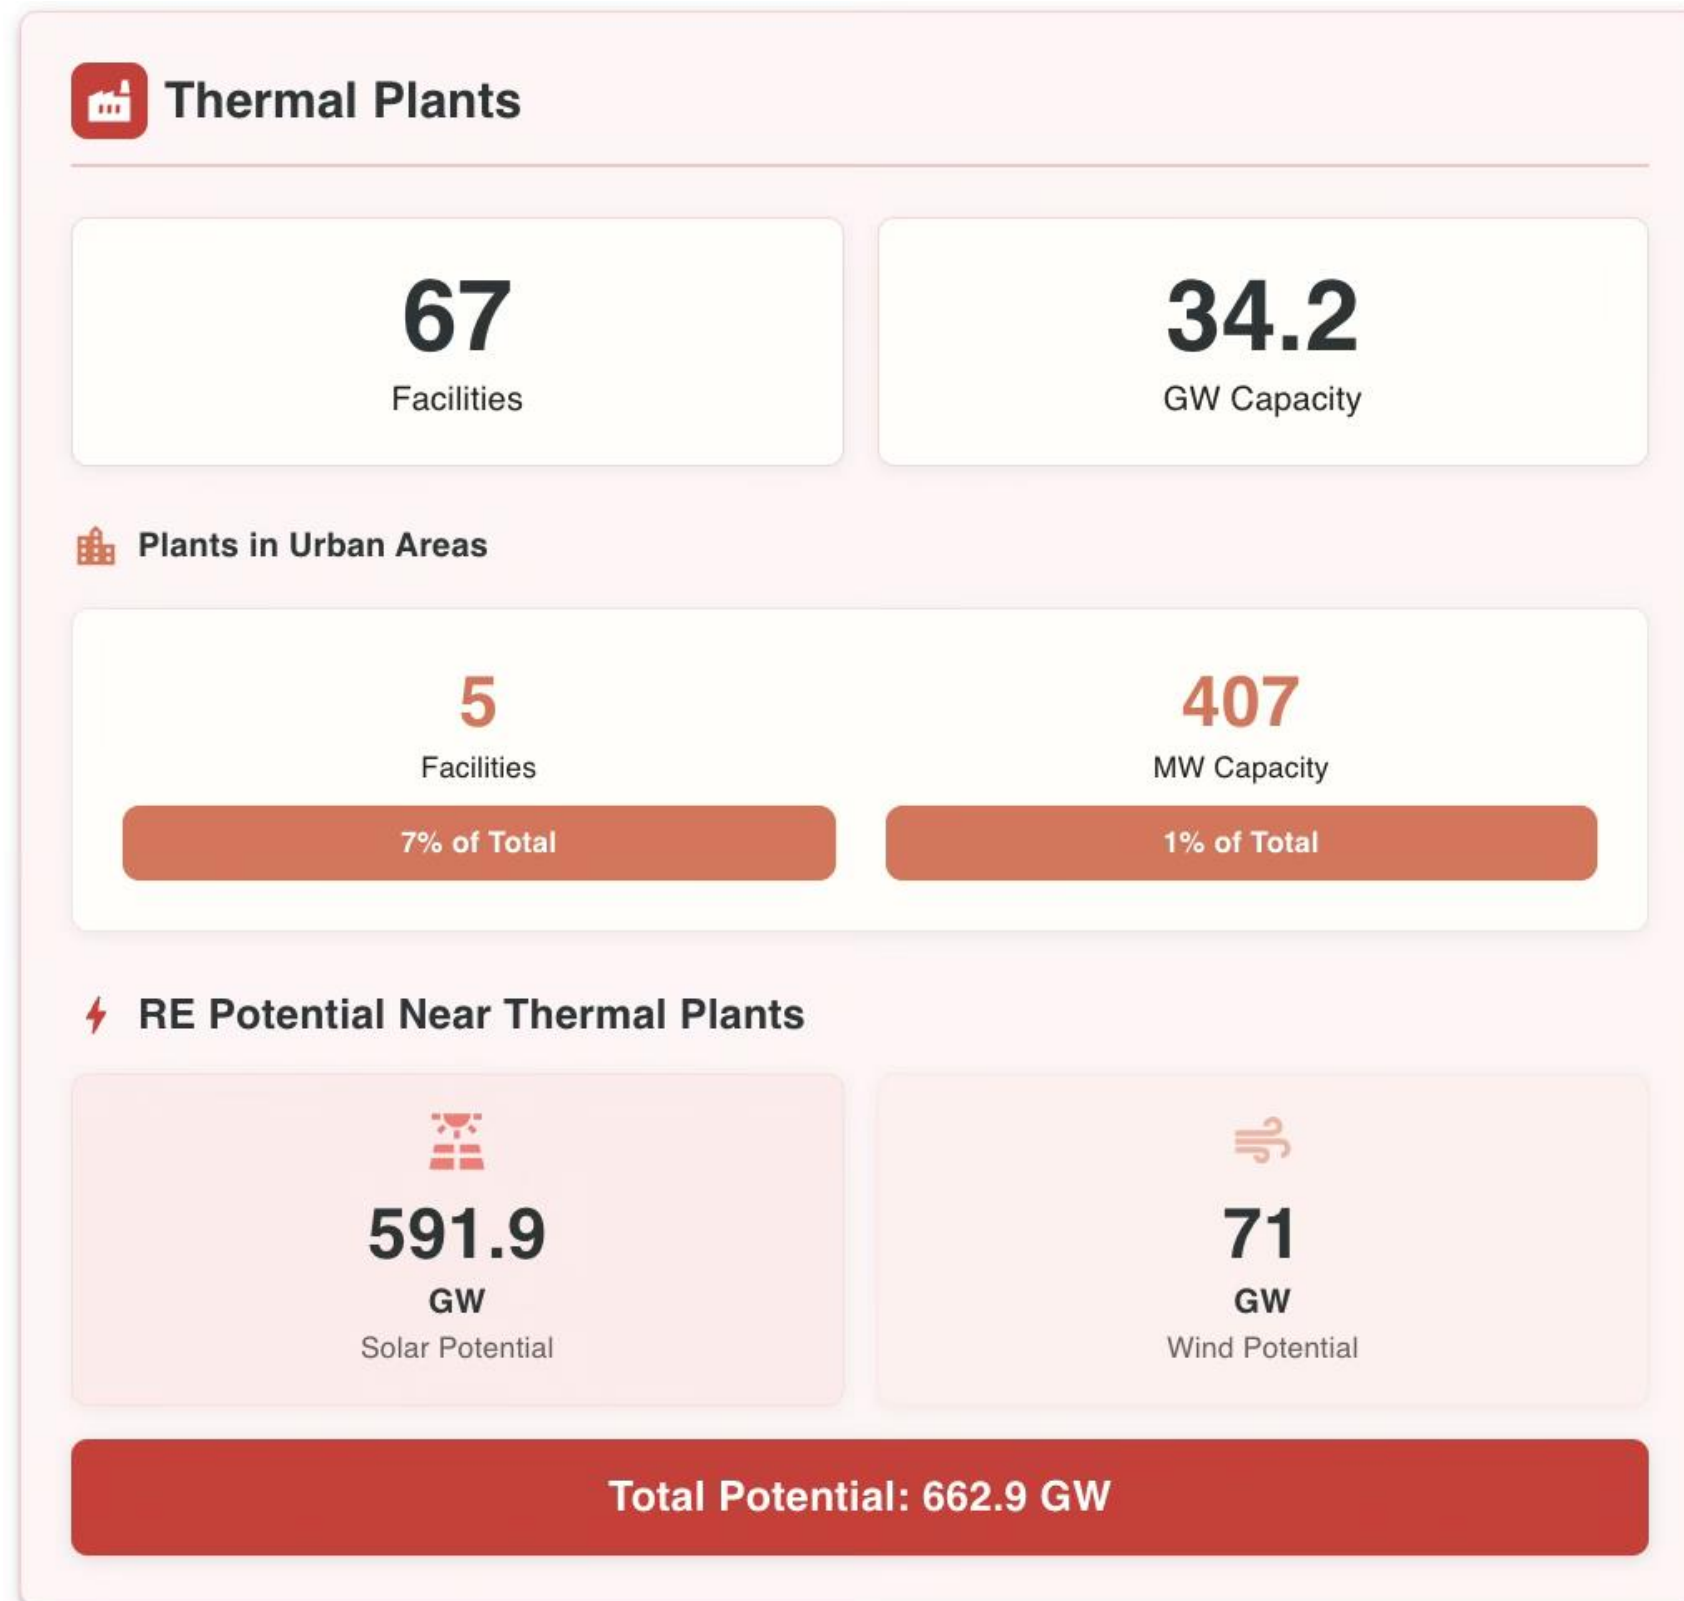 Thermal Plants
67
Facilities
34.2
GW Capacity
Plants in Urban Areas
5
Facilities
7% of Total
407
MW Capacity
1% of Total
RE Potential Near Thermal Plants
591.9
GW
Solar Potential
71
GW
Wind Potential
Total Potential: 662.9 GW